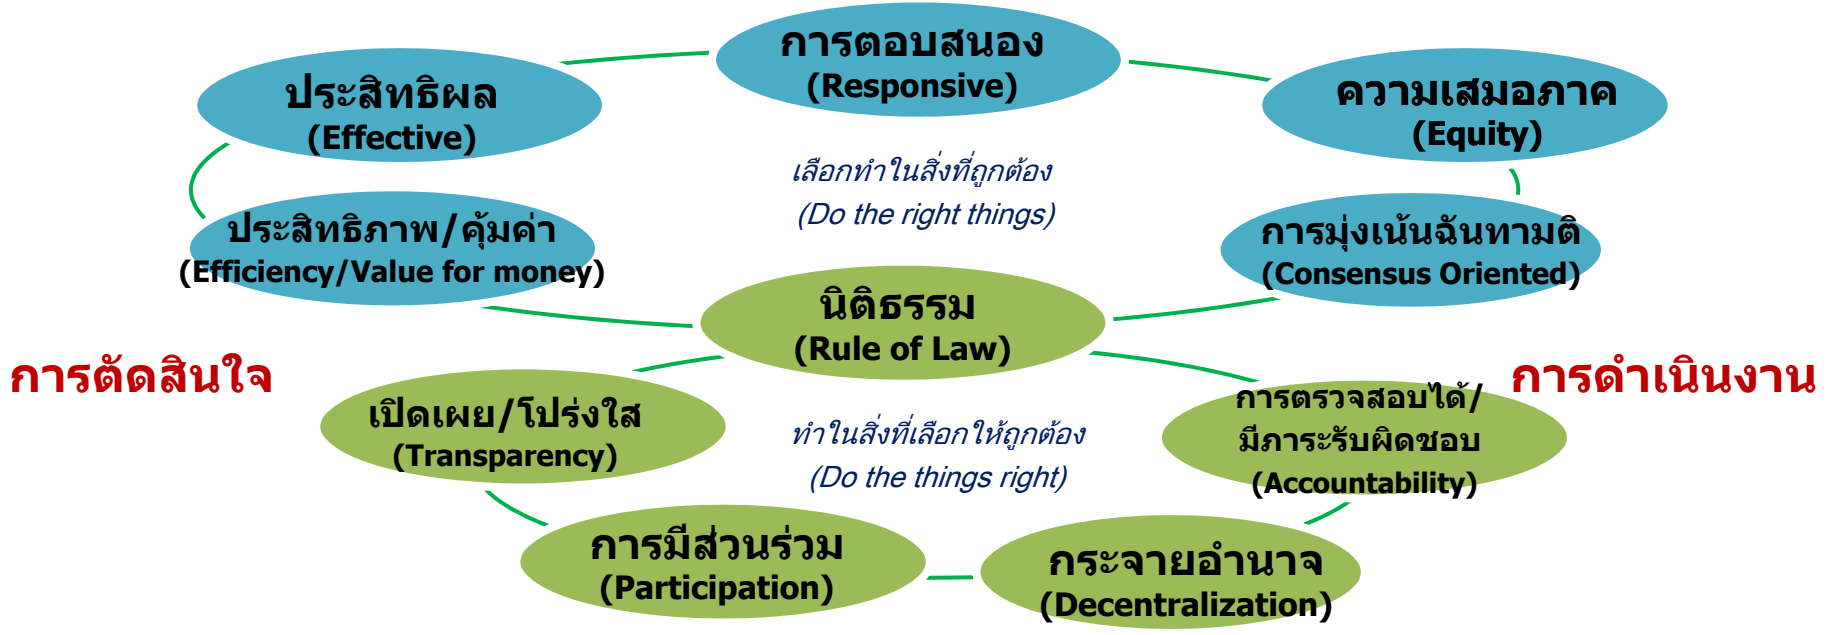 การตอบสนอง
(Responsive)
ประสิทธิผล
(Effective)
ความเสมอภาค
(Equity)
เลือกทำในสิ่งที่ถูกต้อง
(Do the right things)
ประสิทธิภาพ/คุ้มค่า
(Efficiency/Value for money)
การมุ่งเน้นฉันทามติ
(Consensus Oriented)
นิติธรรม
(Rule of Law)
การตัดสินใจ
การดำเนินงาน
เปิดเผย/โปร่งใส
(Transparency)
ทำในสิ่งที่เลือกให้ถูกต้อง
(Do the things right)
การตรวจสอบได้/
มีภาระรับผิดชอบ
(Accountability)
การมีส่วนร่วม
(Participation)
กระจายอำนาจ
(Decentralization)